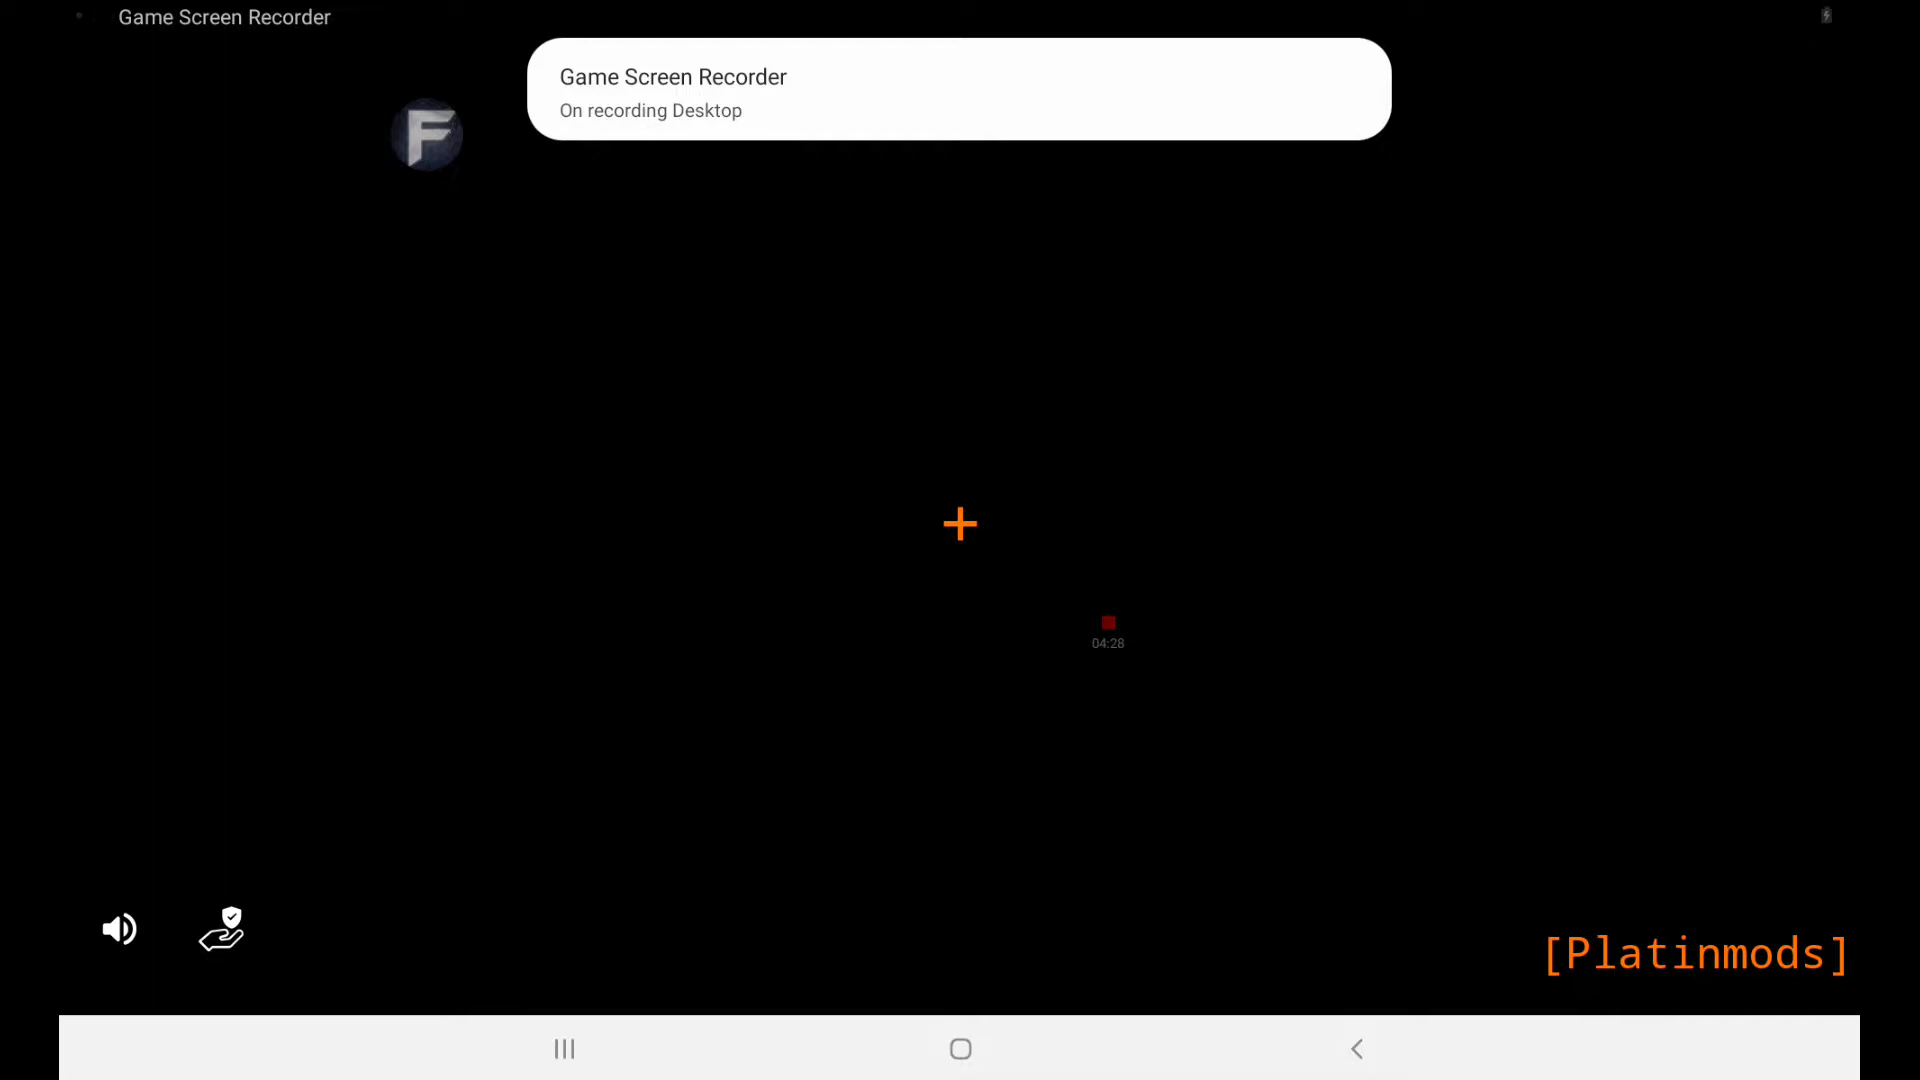 Game Screen Recorder
Game Screen Recorder
On recording Desktop
F
04:28
[Platinmods]